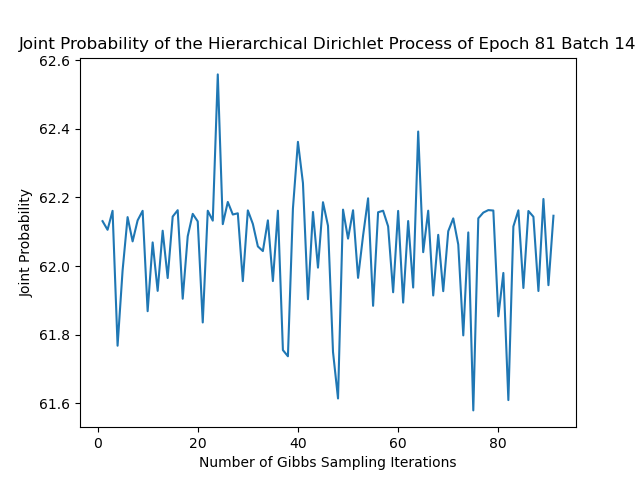 Joint Probability of the Hierarchical Dirichlet Process of Epoch 81 Batch 14
62.6
62.4
62.2
62.0
61.8
61.6
Joint Probability
0 20 40 60 80
Number of Gibbs Sampling Iterations